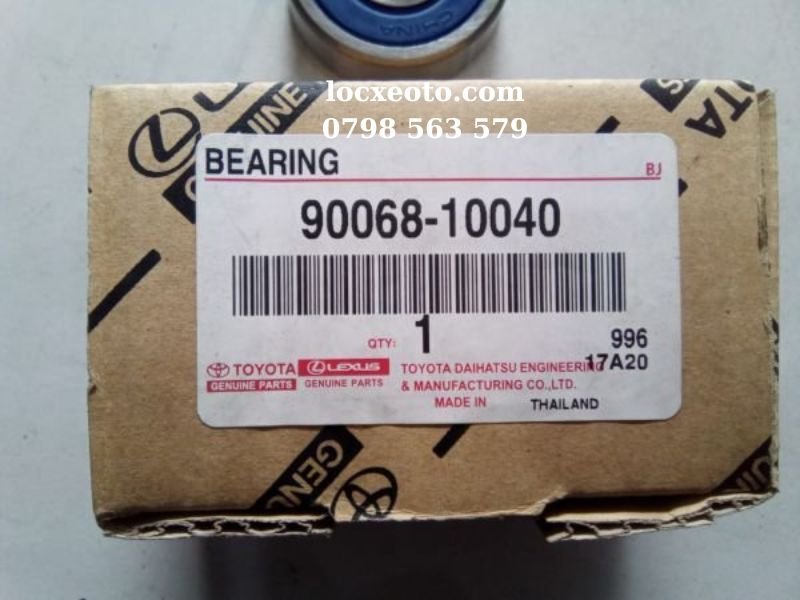 CHINA
locxeoto.com
0798 563 579
BEARING
BJ
90068-10040
QTY: 1
996
17A20
TOYOTA
GENUINE PARTS
LEXUS
GENUINE PARTS
TOYOTA DAIHATSU ENGINEERING
& MANUFACTURING CO.,LTD.
MADE IN THAILAND